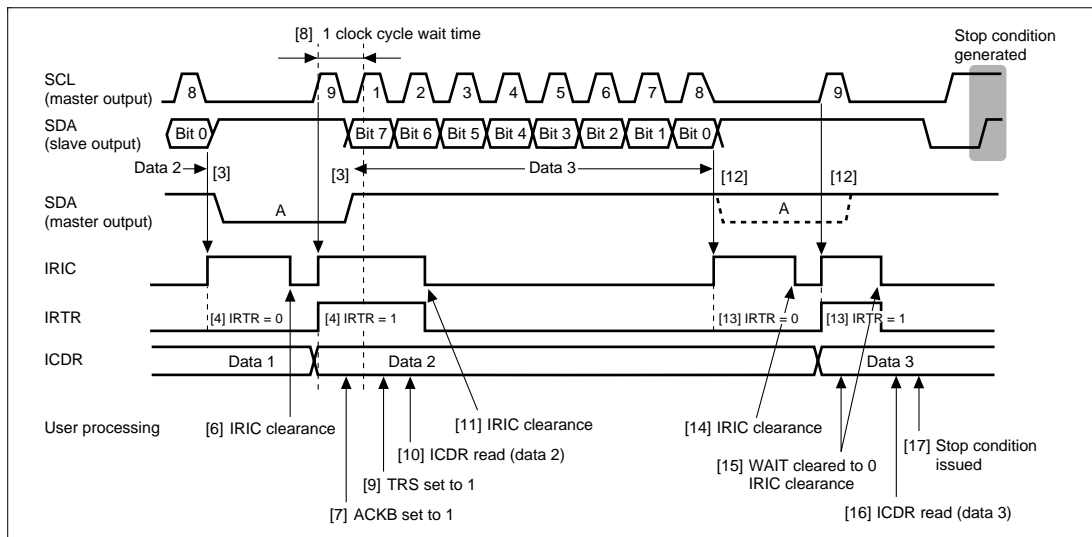 [8] 1 clock cycle wait time
Stop condition
generated
SCL
(master output)
8
9
1
2
3
4
5
6
7
8
9
SDA
(slave output)
Bit 0
Bit 7
Bit 6
Bit 5
Bit 4
Bit 3
Bit 2
Bit 1
Bit 0
Data 2
[3]
[3]
Data 3
[12]
[12]
SDA
(master output)
A
A
IRIC
IRTR
[4] IRTR = 0
[4] IRTR = 1
[13] IRTR = 0
[13] IRTR = 1
ICDR
Data 1
Data 2
Data 3
User processing
[6] IRIC clearance
[11] IRIC clearance
[14] IRIC clearance
[17] Stop condition
issued
[10] ICDR read (data 2)
[15] WAIT cleared to 0
IRIC clearance
[9] TRS set to 1
[16] ICDR read (data 3)
[7] ACKB set to 1